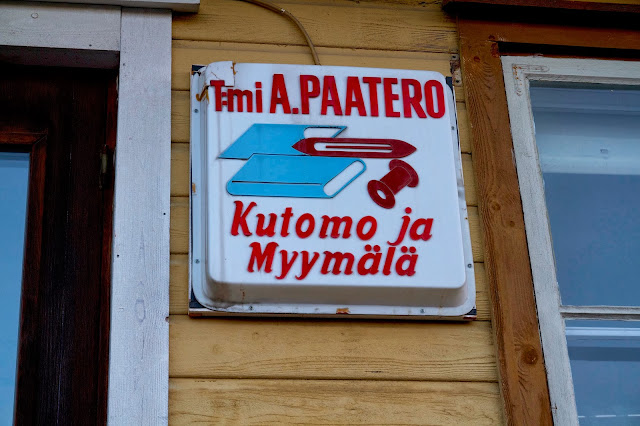 T:mi A.PAATERO
Kutomo ja
Myymälä